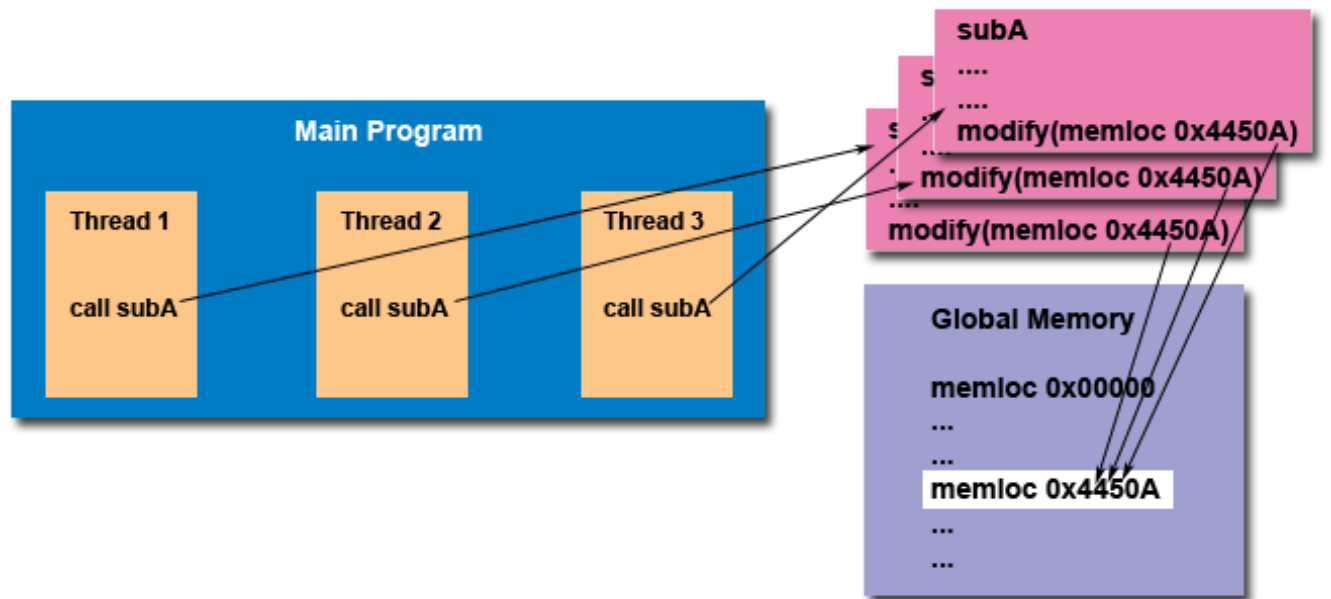 Main Program
Thread 1
call subA
Thread 2
call subA
Thread 3
call subA
subA
....
....
modify(memloc 0x4450A)
s
....
modify(memloc 0x4450A)
s
....
modify(memloc 0x4450A)
Global Memory
memloc 0x00000
...
...
memloc 0x4450A
...
...